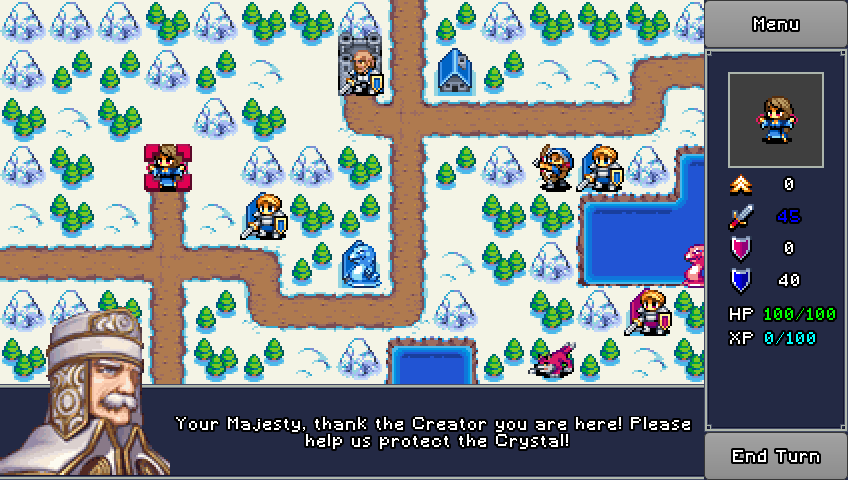 Menu
0
45
0
40
HP 100/100
XP 0/100
Your Majesty, thank the Creator you are here! Please
help us protect the Crystal!
End Turn